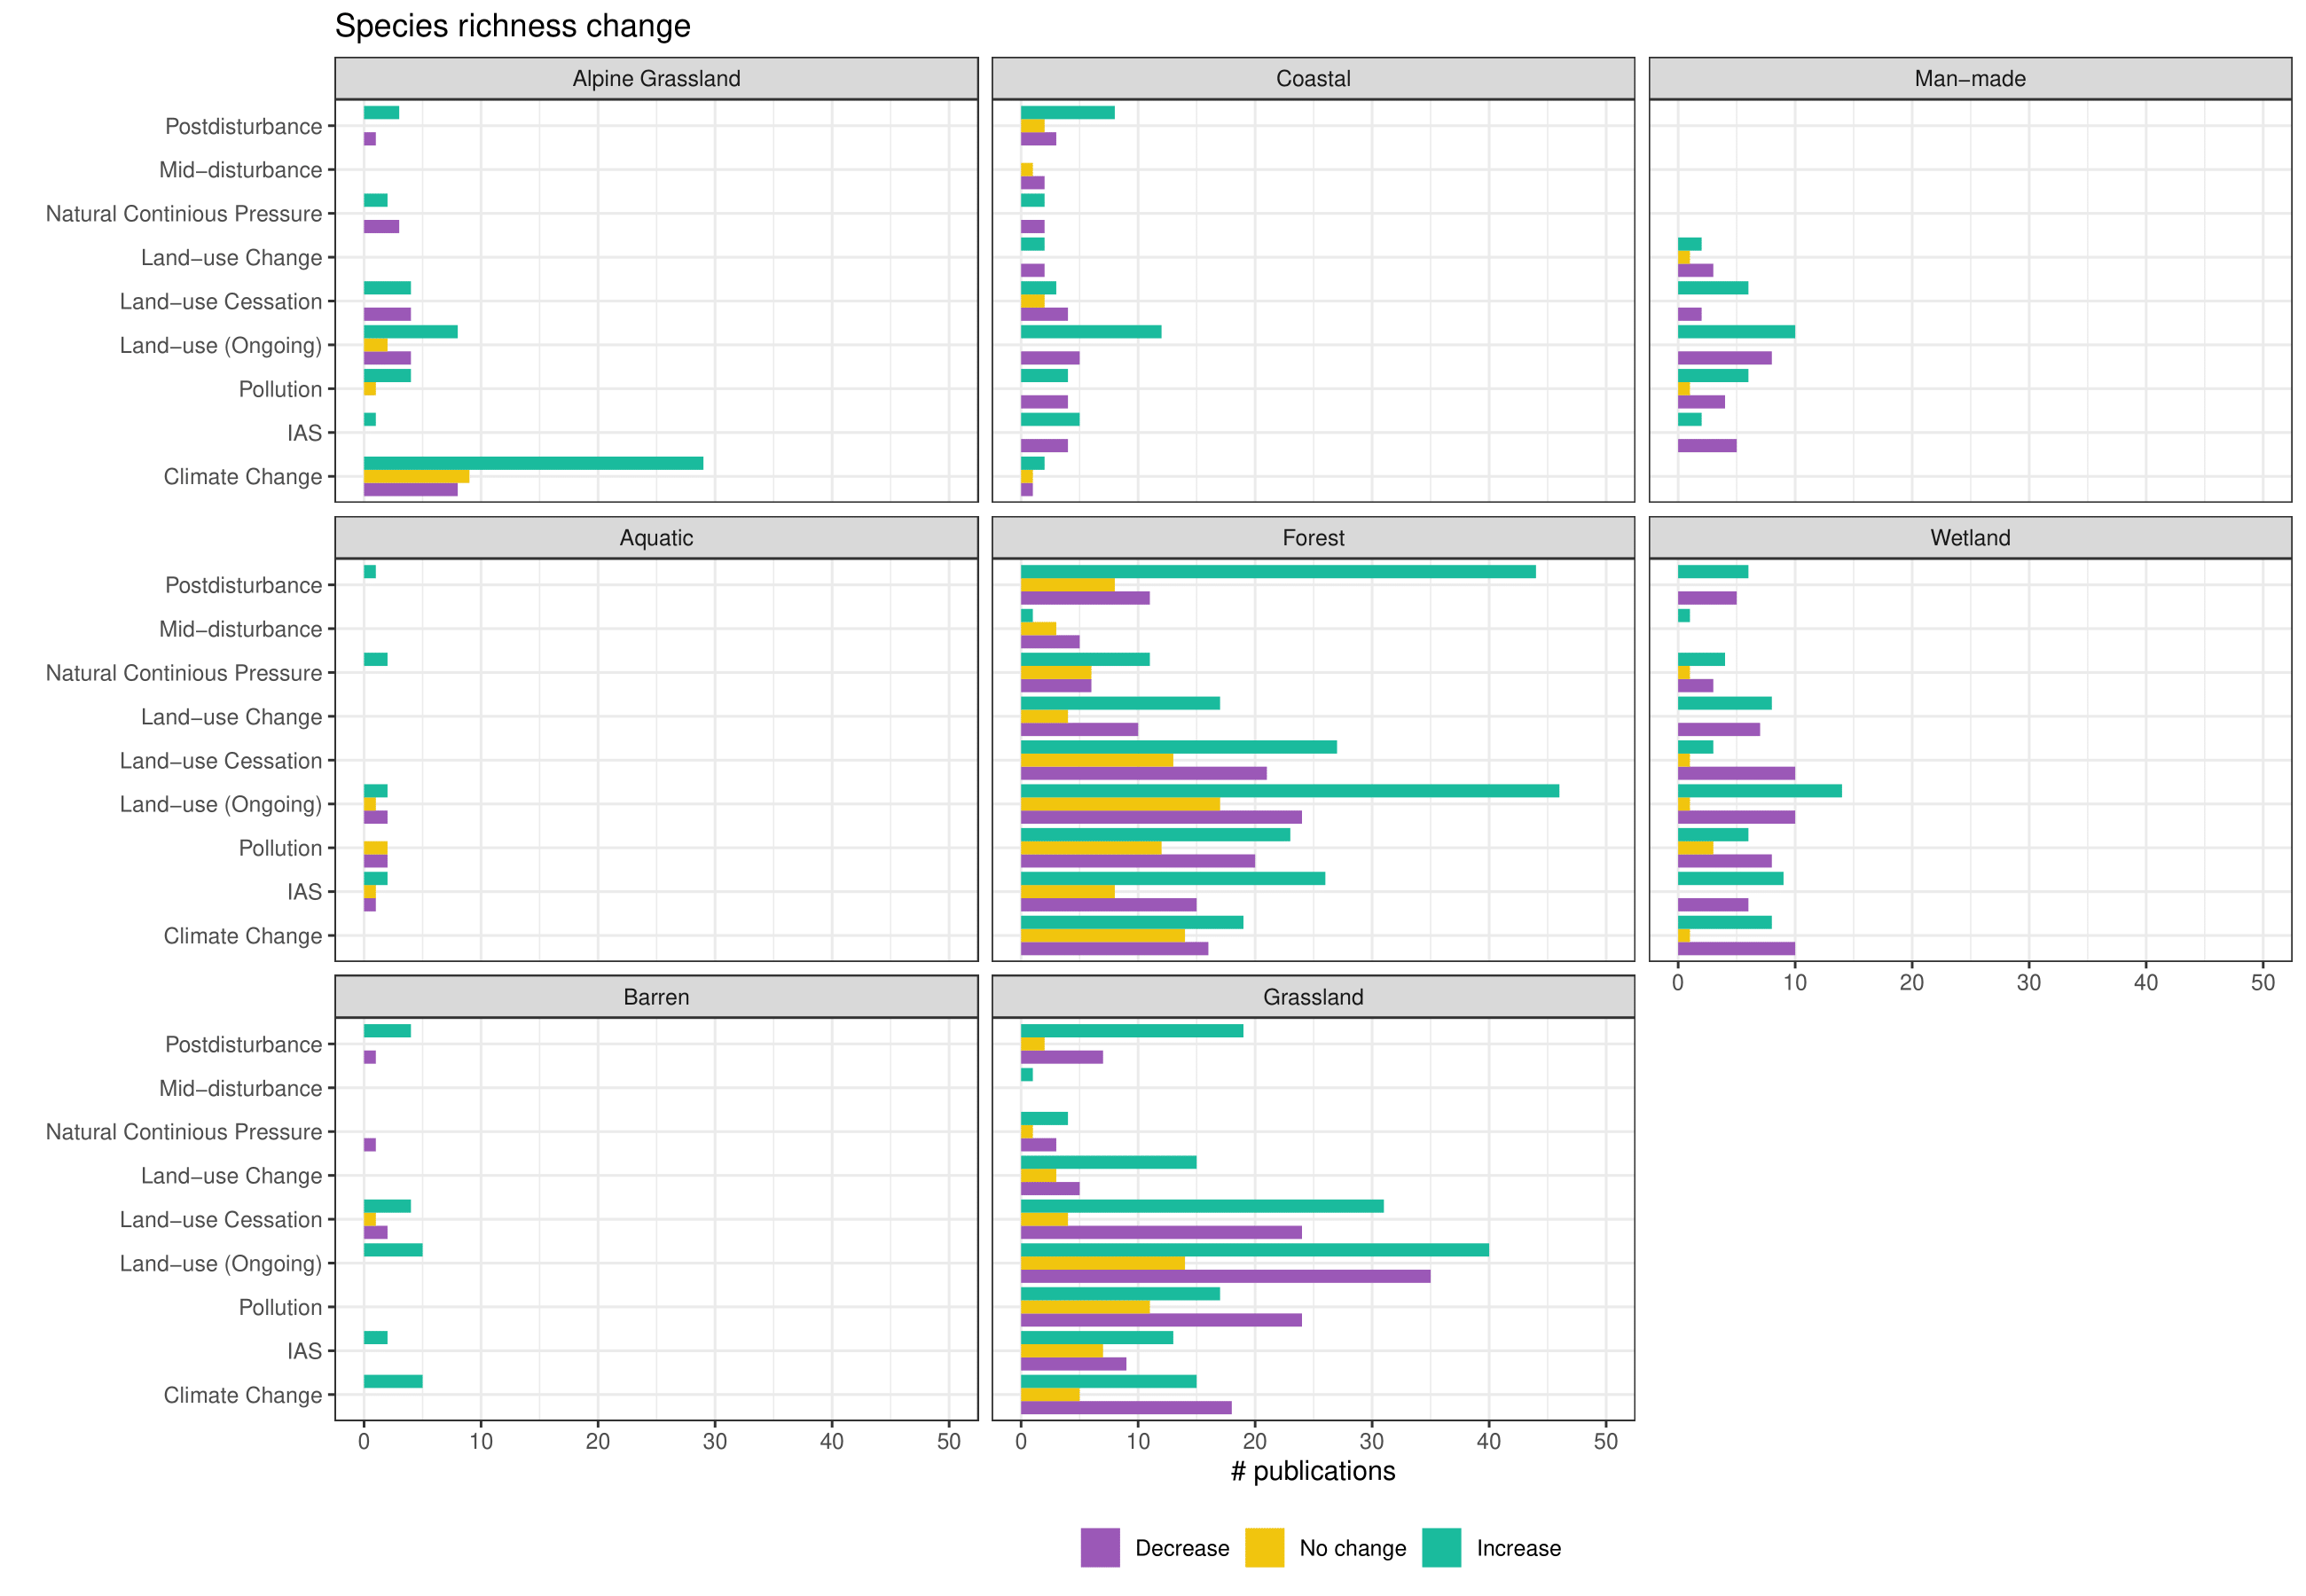 Species richness change
Alpine Grassland
Coastal
Man−made
Postdisturbance
Mid−disturbance
Natural Continious Pressure
Land−use Change
Land−use Cessation
Land−use (Ongoing)
Pollution
IAS
Climate Change
Aquatic
Forest
Wetland
Postdisturbance
Mid−disturbance
Natural Continious Pressure
Land−use Change
Land−use Cessation
Land−use (Ongoing)
Pollution
IAS
Climate Change
0 10 20 30 40 50
Barren
Grassland
Postdisturbance
Mid−disturbance
Natural Continious Pressure
Land−use Change
Land−use Cessation
Land−use (Ongoing)
Pollution
IAS
Climate Change
0 10 20 30 40 50
0 10 20 30 40 50
# publications
Decrease
No change
Increase